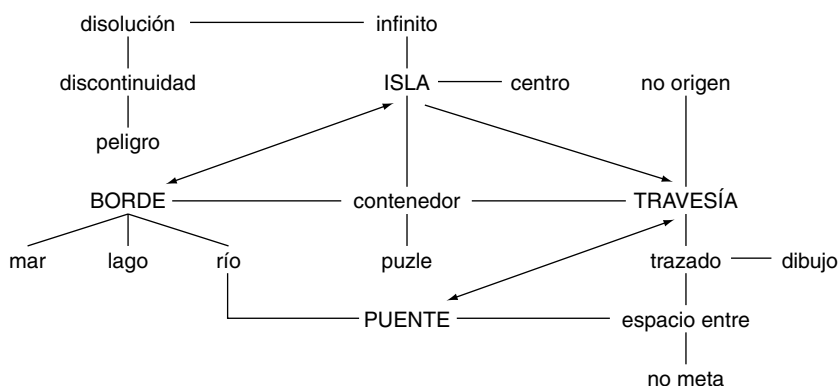 disolución infinito
discontinuidad ISLA centro no origen
peligro
BORDE contenedor TRAVESÍA
mar lago río puzle trazado dibujo
PUENTE espacio entre
no meta